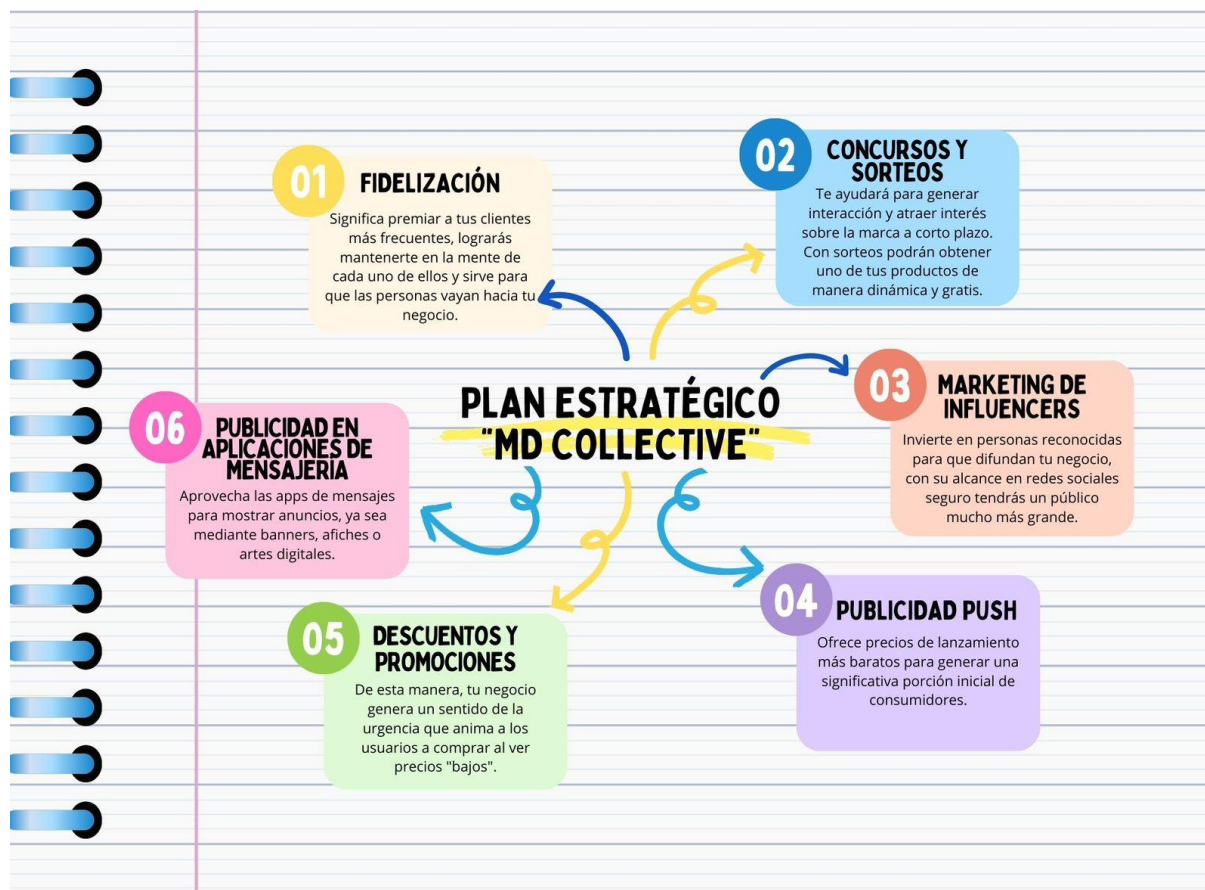 PLAN ESTRATÉGICO
"MD COLLECTIVE"
01
FIDELIZACIÓN
Significa premiar a tus clientes
más frecuentes, lograrás
mantenerte en la mente de
cada uno de ellos y sirve para
que las personas vayan hacia tu
negocio.
02
CONCURSOS Y
SORTEOS
Te ayudará para generar
interacción y atraer interés
sobre la marca a corto plazo.
Con sorteos podrán obtener
uno de tus productos de
manera dinámica y gratis.
03
MARKETING DE
INFLUENCERS
Invierte en personas reconocidas
para que difundan tu negocio,
con su alcance en redes sociales
seguro tendrás un público
mucho más grande.
04
PUBLICIDAD PUSH
Ofrece precios de lanzamiento
más baratos para generar una
significativa porción inicial de
consumidores.
05
DESCUENTOS Y
PROMOCIONES
De esta manera, tu negocio
genera un sentido de la
urgencia que anima a los
usuarios a comprar al ver
precios "bajos".
06
PUBLICIDAD EN
APLICACIONES DE
MENSAJERIA
Aprovecha las apps de mensajes
para mostrar anuncios, ya sea
mediante banners, afiches o
artes digitales.